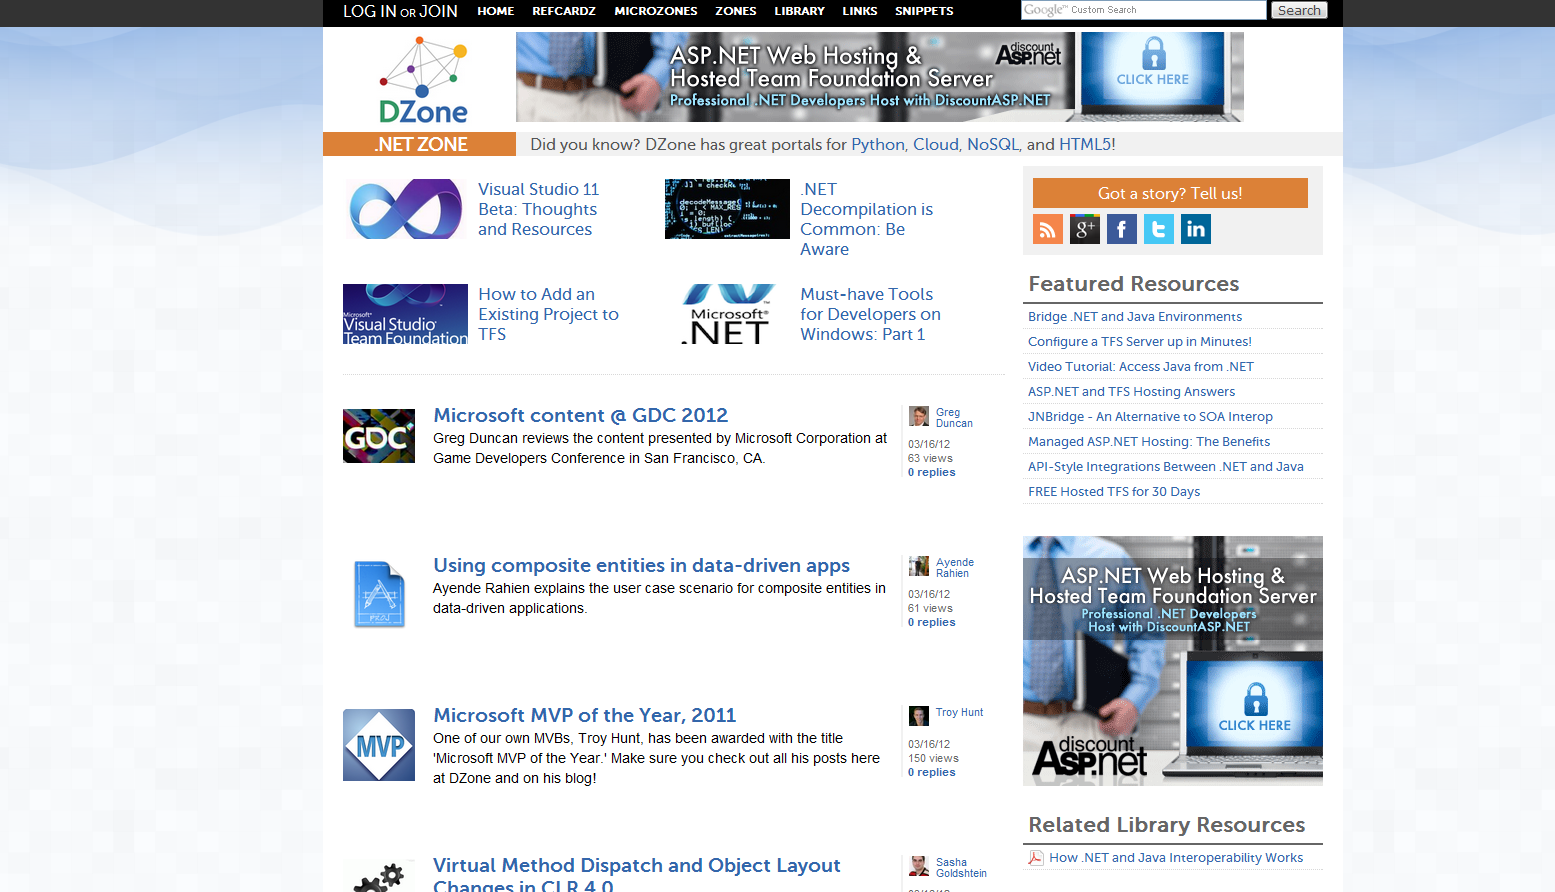 LOG IN OR JOIN HOME REFCARDZ MICROZONES ZONES LIBRARY LINKS SNIPPETS Google™ Custom Search Search
DZone
ASP.NET Web Hosting &
Hosted Team Foundation Server
Professional .NET Developers Host with DiscountASP.NET
discount
Asp.net
CLICK HERE
.NET ZONE
Did you know? DZone has great portals for Python, Cloud, NoSQL, and HTML5!
Visual Studio 11
Beta: Thoughts
and Resources
.NET
Decompilation is
Common: Be
Aware
Microsoft®
Visual Studio®
Team Foundation
How to Add an
Existing Project to
TFS
Microsoft®
.NET
Must-have Tools
for Developers on
Windows: Part 1
GDC
Microsoft content @ GDC 2012
Greg Duncan reviews the content presented by Microsoft Corporation at
Game Developers Conference in San Francisco, CA.
Greg
Duncan
03/16/12
63 views
0 replies
PROJ
Using composite entities in data-driven apps
Ayende Rahien explains the user case scenario for composite entities in
data-driven applications.
Ayende
Rahien
03/16/12
61 views
0 replies
MVP
Microsoft MVP of the Year, 2011
One of our own MVBs, Troy Hunt, has been awarded with the title
'Microsoft MVP of the Year.' Make sure you check out all his posts here
at DZone and on his blog!
Troy Hunt
03/16/12
150 views
0 replies
Virtual Method Dispatch and Object Layout
Changes in CLR 4.0
Sasha
Goldshtein
Got a story? Tell us!
g+ f t in
Featured Resources
Bridge .NET and Java Environments
Configure a TFS Server up in Minutes!
Video Tutorial: Access Java from .NET
ASP.NET and TFS Hosting Answers
JNBridge - An Alternative to SOA Interop
Managed ASP.NET Hosting: The Benefits
API-Style Integrations Between .NET and Java
FREE Hosted TFS for 30 Days
ASP.NET Web Hosting &
Hosted Team Foundation Server
Professional .NET Developers
Host with DiscountASP.NET
CLICK HERE
discount
Asp.net
Related Library Resources
How .NET and Java Interoperability Works